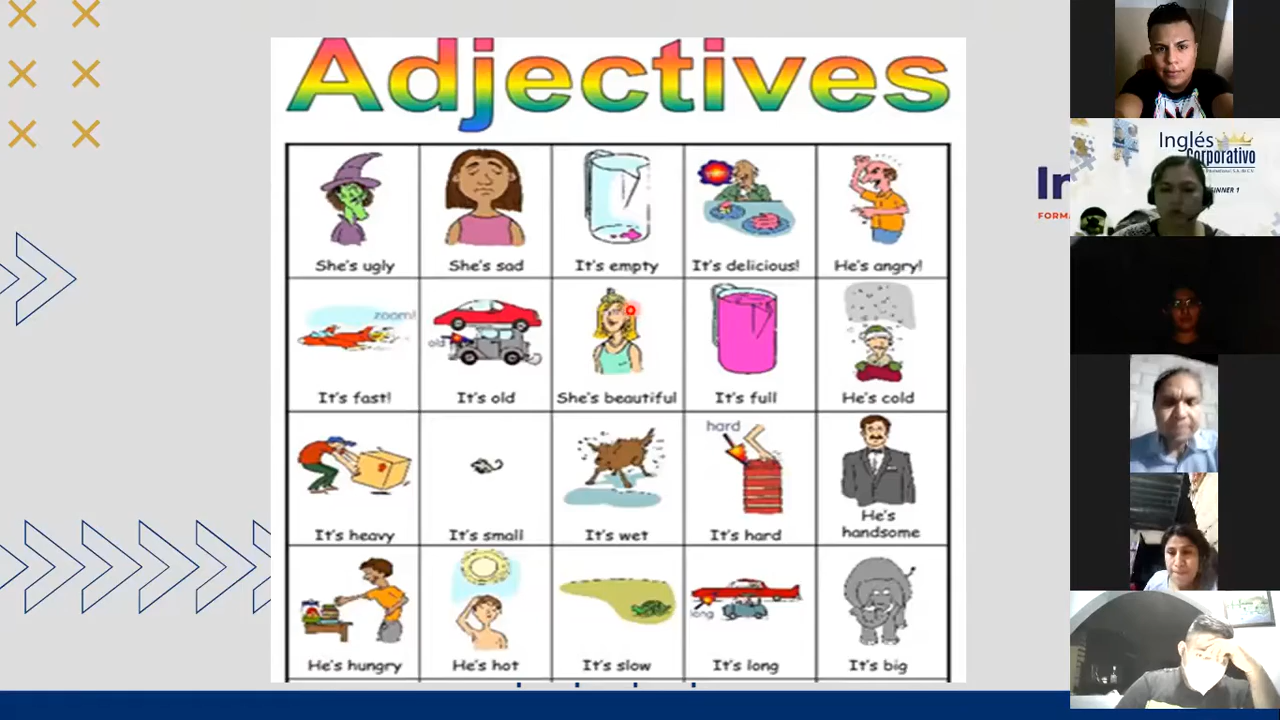 Adjectives
She's ugly
She's sad
It's empty
It's delicious!
He's angry!
zoom!
old
It's fast!
It's old
She's beautiful
It's full
He's cold
hard
It's heavy
It's small
It's wet
It's hard
He's
handsome
long
He's hungry
He's hot
It's slow
It's long
It's big
In
FORMA
Inglés
Corporativo